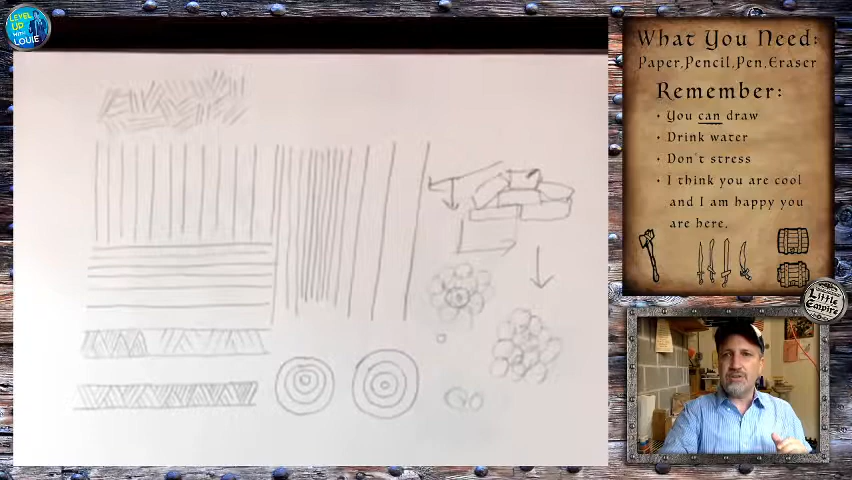 LEVEL
UP
WITH
LOUIE
What You Need:
Paper,Pencil,Pen,Eraser
Remember:
• You can draw
• Drink water
• Don't stress
• I think you are cool
and I am happy you
are here.
Little
Empire